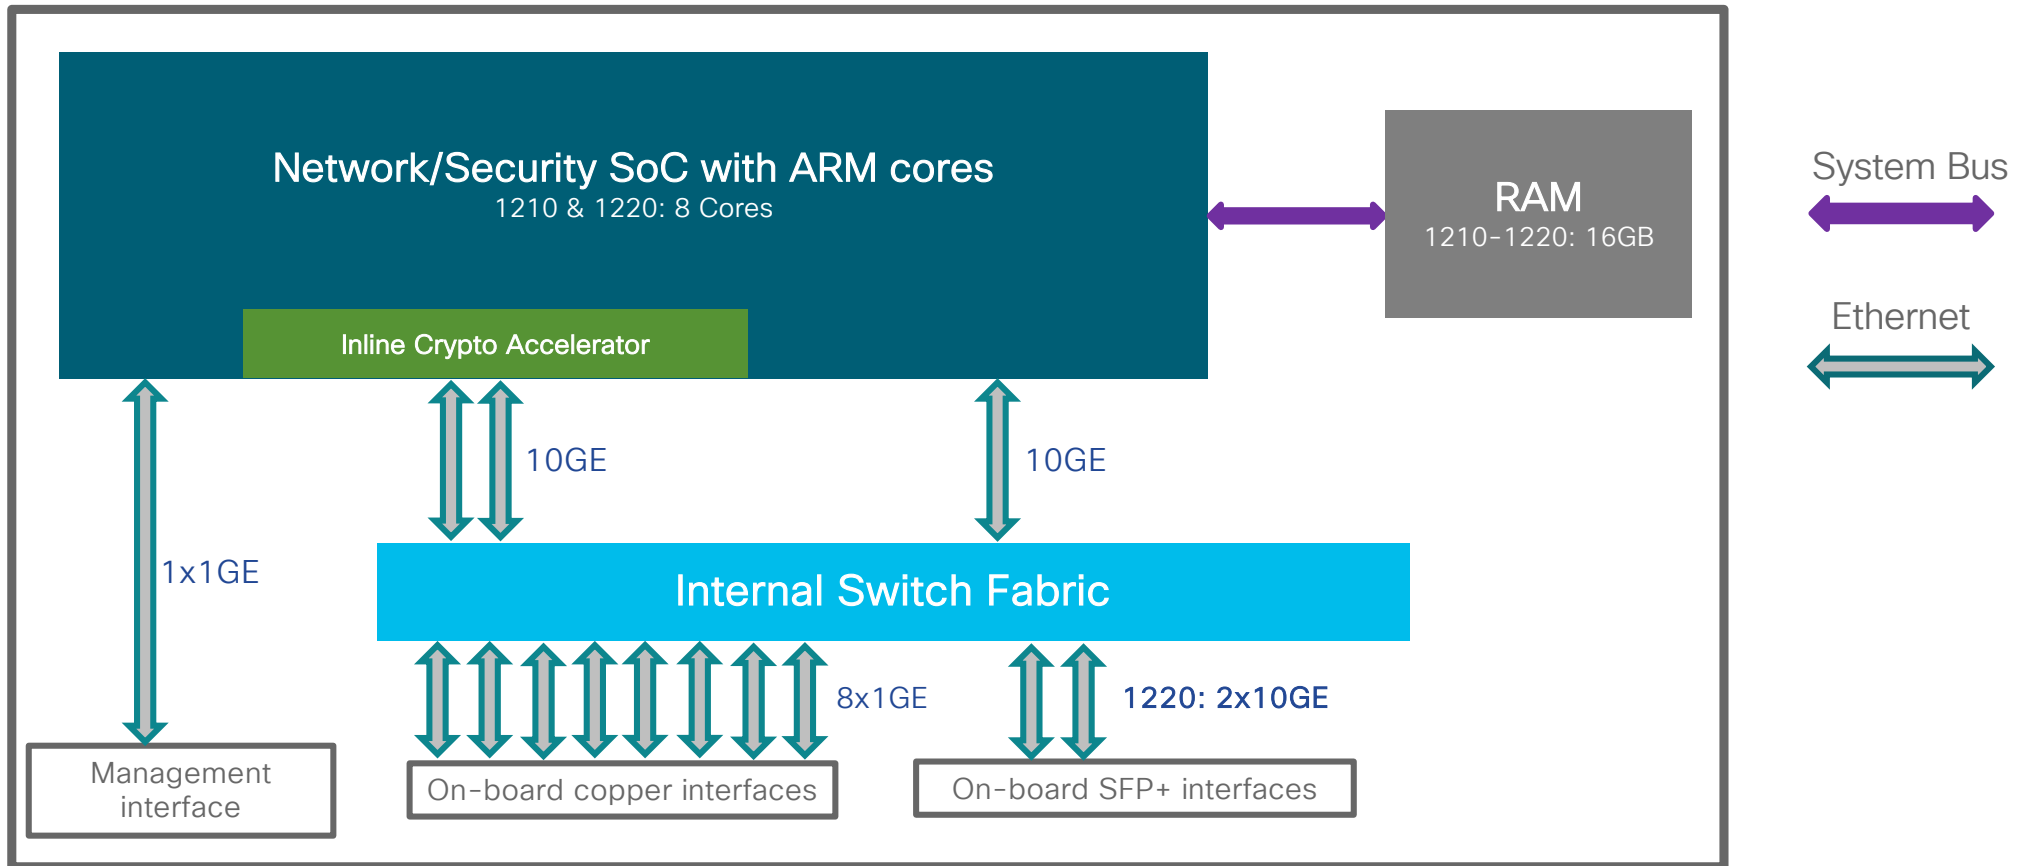 Network/Security SoC with ARM cores
1210 & 1220: 8 Cores
RAM
1210-1220: 16GB
System Bus
Ethernet
Inline Crypto Accelerator
10GE
10GE
1x1GE
Internal Switch Fabric
8x1GE
1220: 2x10GE
Management
interface
On-board copper interfaces
On-board SFP+ interfaces